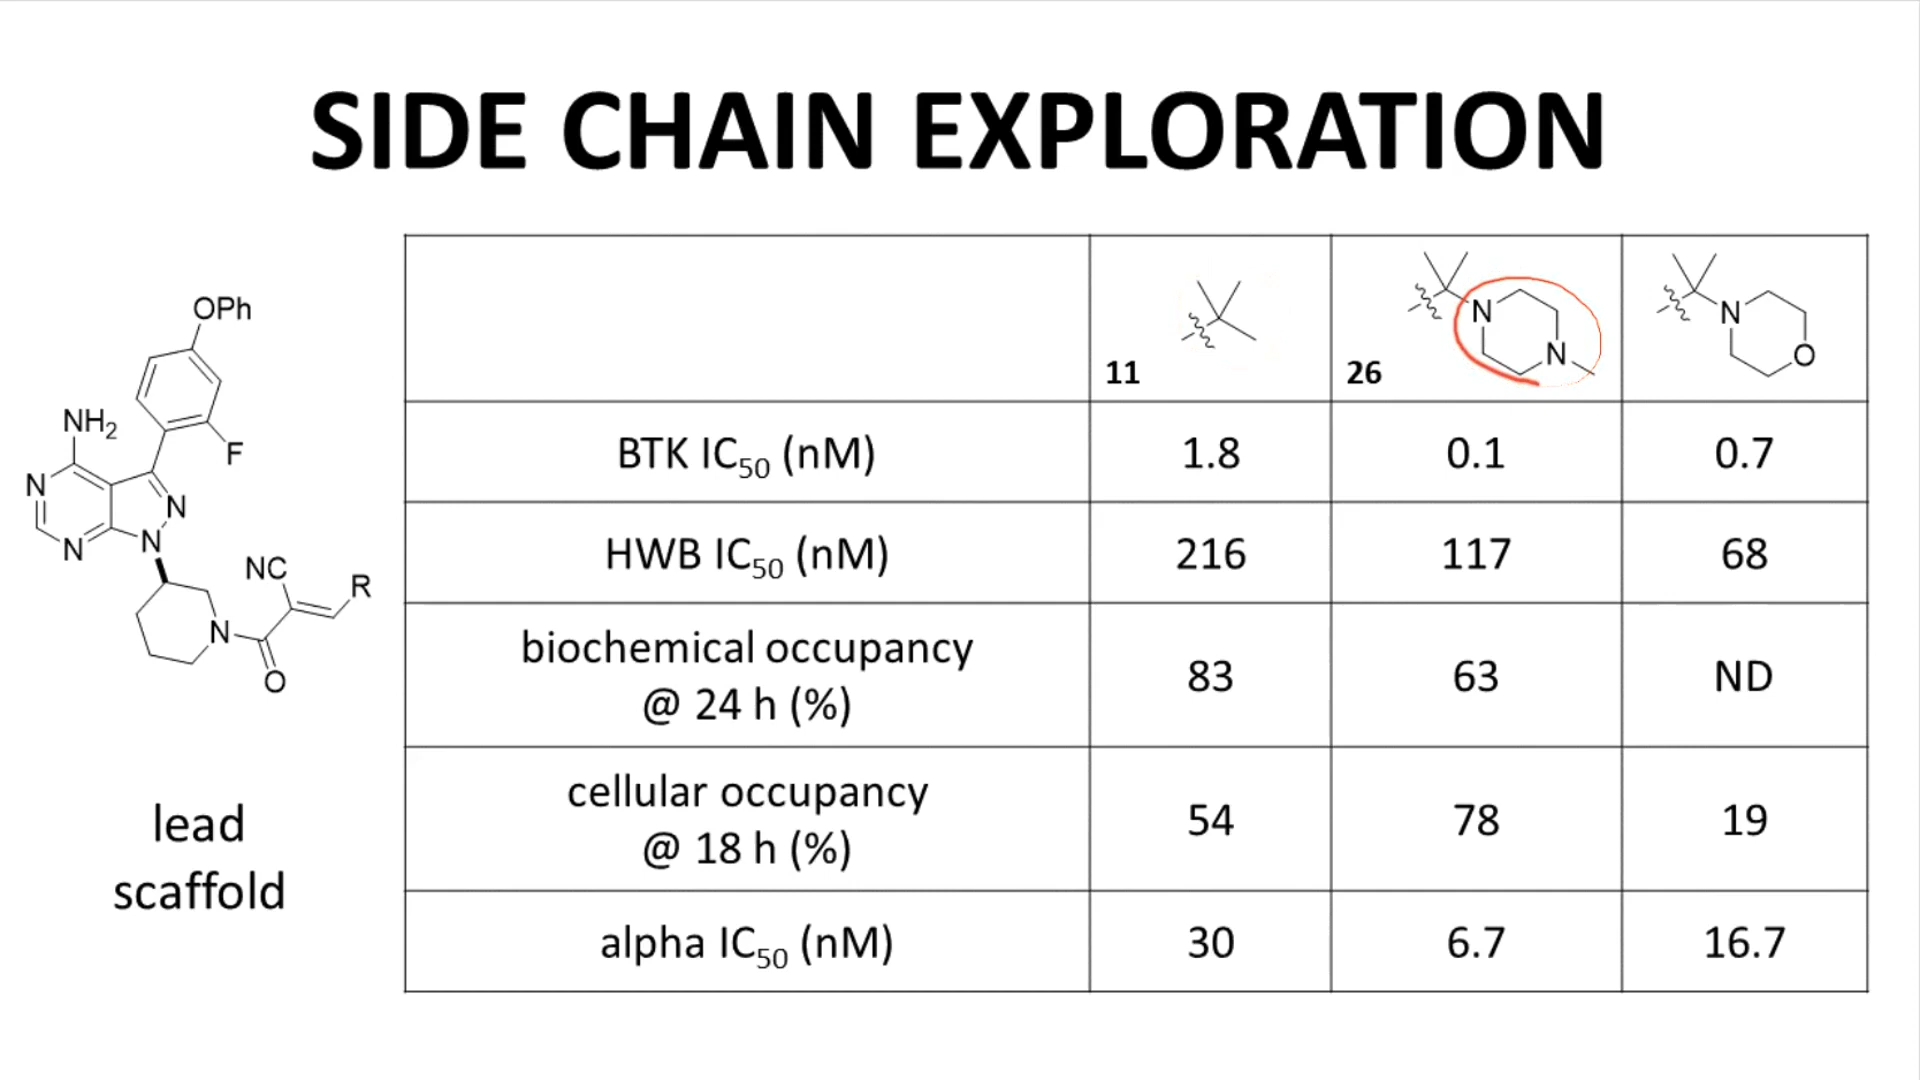 SIDE CHAIN EXPLORATION
OPh
NH₂
F
N
N
N
N
NC
R
N
O
lead
scaffold
11
26
N
N
N
O
BTK IC₅₀ (nM) 1.8 0.1 0.7
HWB IC₅₀ (nM) 216 117 68
biochemical occupancy
@ 24 h (%) 83 63 ND
cellular occupancy
@ 18 h (%) 54 78 19
alpha IC₅₀ (nM) 30 6.7 16.7